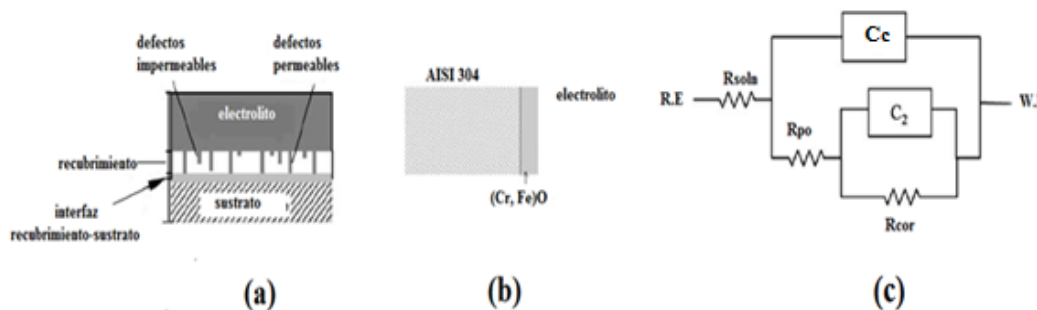 defectos
impermeables
defectos
permeables
electrolito
recubrimiento
sustrato
interfaz
recubrimiento-sustrato
(a)
AISI 304
electrolito
(Cr, Fe)O
(b)
Cc
Rsoln
R.E
W.
C₂
Rpo
Rcor
(c)